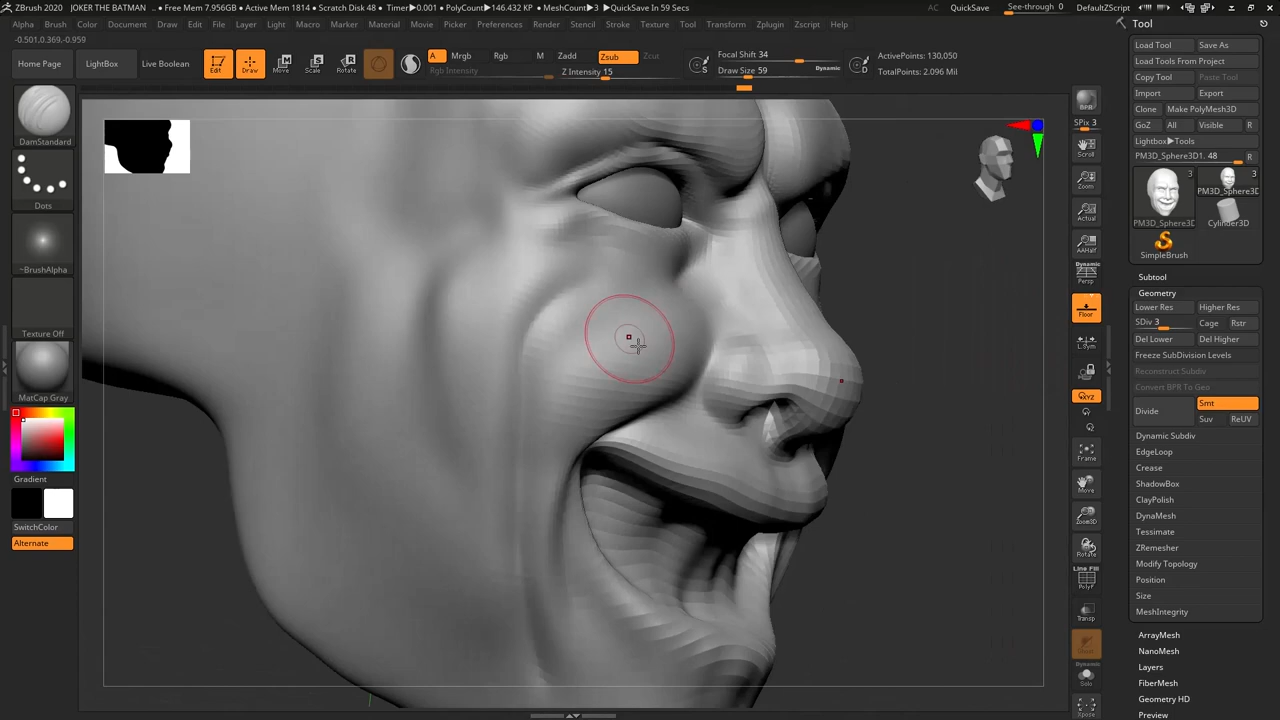 ZBrush 2020 JOKER THE BATMAN .. • Free Mem 7.956GB • Active Mem 1814 • Scratch Disk 48 • Timer▶0.001 • PolyCount▶146.432 KP • MeshCount▶3 ▶QuickSave In 59 Secs
AC QuickSave See-through 0 DefaultZScript
Alpha Brush Color Document Draw Edit File Layer Light Macro Marker Material Movie Picker Preferences Render Stencil Stroke Texture Tool Transform Zplugin Zscript Help
-0.501,0.369,-0.959
Home Page LightBox Live Boolean Edit Draw Move Scale Rotate
A Mrgb Rgb M Zadd Zsub Zcut
Rgb Intensity Z Intensity 15
Focal Shift 34
Draw Size 59 Dynamic
S D
ActivePoints: 130,050
TotalPoints: 2.096 Mil
DamStandard
Dots
~BrushAlpha
Texture Off
MatCap Gray
Gradient
SwitchColor
Alternate
BPR
SPix 3
Scroll
Zoom
Actual
AAHalf
Dynamic
Persp
Floor
L.Sym
XYZ
Frame
Move
Zoom3D
Rotate
Line Fill
PolyF
Transp
Ghost
Dynamic
Solo
Xpose
Tool
Load Tool Save As
Load Tools From Project
Copy Tool Paste Tool
Import Export
Clone Make PolyMesh3D
GoZ All Visible R
Lightbox▶Tools
PM3D_Sphere3D1. 48 R
3 3
PM3D_Sphere3D
PM3D_Sphere3D Cylinder3D
SimpleBrush
Subtool
Geometry
Lower Res Higher Res
SDiv 3 Cage Rstr
Del Lower Del Higher
Freeze SubDivision Levels
Reconstruct Subdiv
Convert BPR To Geo
Divide Smt
Suv ReUV
Dynamic Subdiv
EdgeLoop
Crease
ShadowBox
ClayPolish
DynaMesh
Tessimate
ZRemesher
Modify Topology
Position
Size
MeshIntegrity
ArrayMesh
NanoMesh
Layers
FiberMesh
Geometry HD
Preview